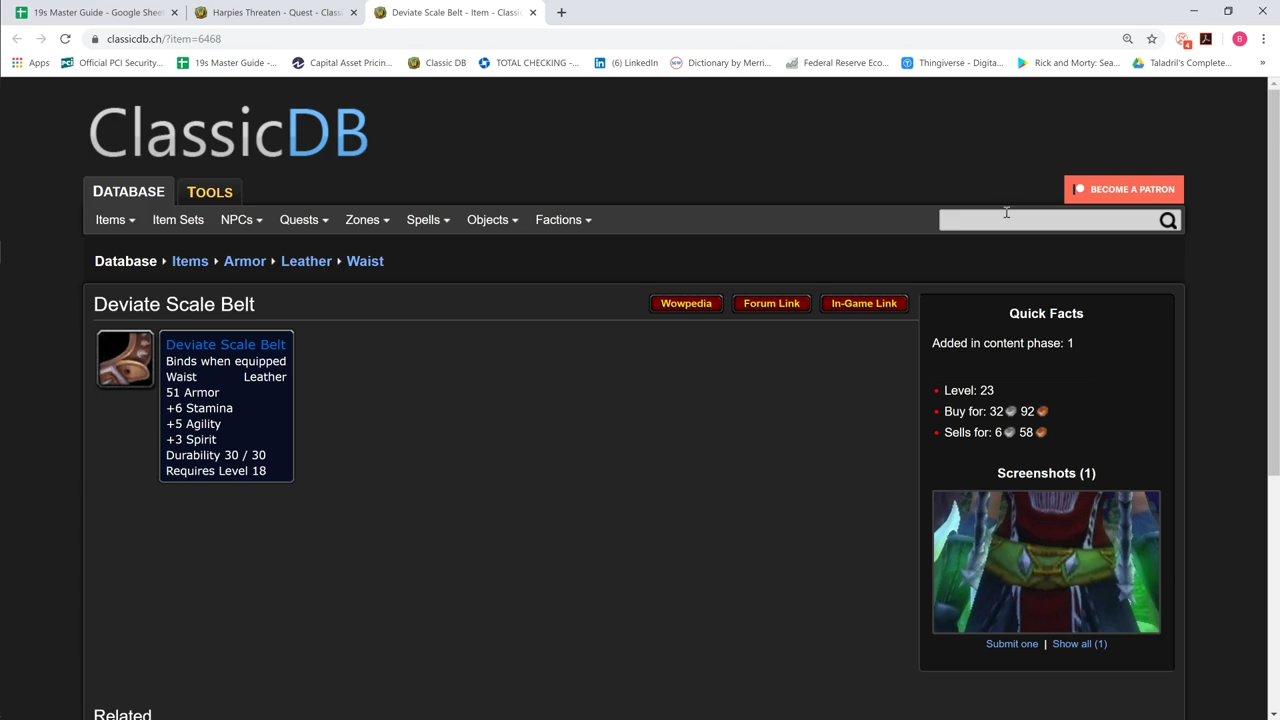 19s Master Guide - Google Sheet
Harpies Threaten - Quest - Class
Deviate Scale Belt - Item - Classic
classicdb.ch/?item=6468
4
B
Apps
Official PCI Security...
19s Master Guide -...
Capital Asset Pricin...
Classic DB
TOTAL CHECKING -...
(6) LinkedIn
Dictionary by Merri...
Federal Reserve Eco...
Thingiverse - Digita...
Rick and Morty: Sea...
Taladril's Complete...
ClassicDB
DATABASE
TOOLS
BECOME A PATRON
Items
Item Sets
NPCs
Quests
Zones
Spells
Objects
Factions
Database
Items
Armor
Leather
Waist
Deviate Scale Belt
Wowpedia
Forum Link
In-Game Link
Deviate Scale Belt
Binds when equipped
Waist Leather
51 Armor
+6 Stamina
+5 Agility
+3 Spirit
Durability 30 / 30
Requires Level 18
Quick Facts
Added in content phase: 1
Level: 23
Buy for: 32 92
Sells for: 6 58
Screenshots (1)
Submit one | Show all (1)
Related